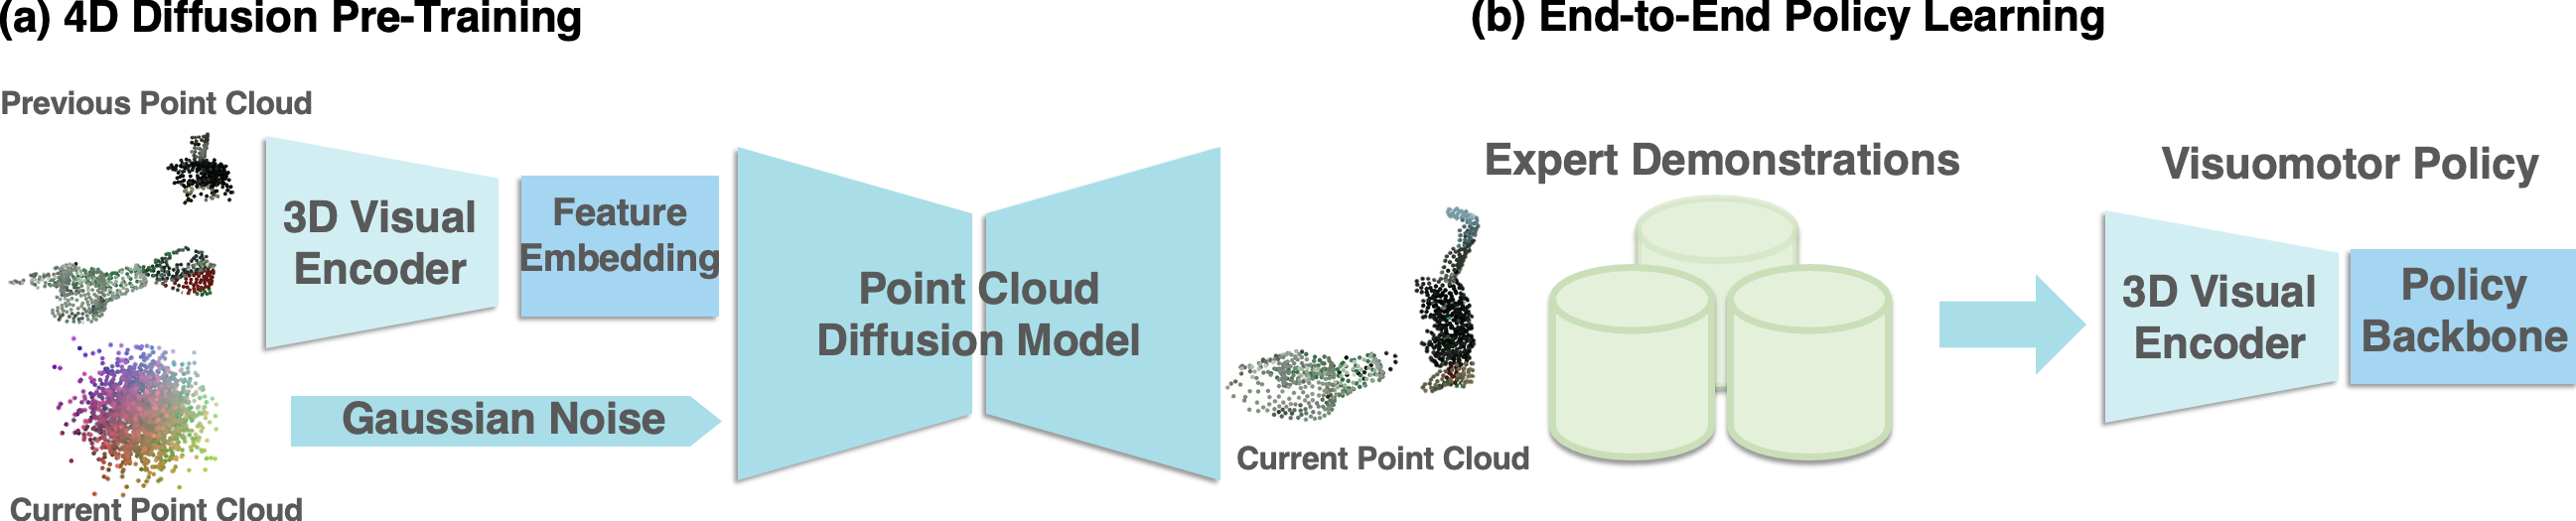 (a) 4D Diffusion Pre-Training
Previous Point Cloud
3D Visual
Encoder
Feature
Embedding
Gaussian Noise
Current Point Cloud
Point Cloud
Diffusion Model
Current Point Cloud
(b) End-to-End Policy Learning
Expert Demonstrations
Visuomotor Policy
3D Visual
Encoder
Policy
Backbone